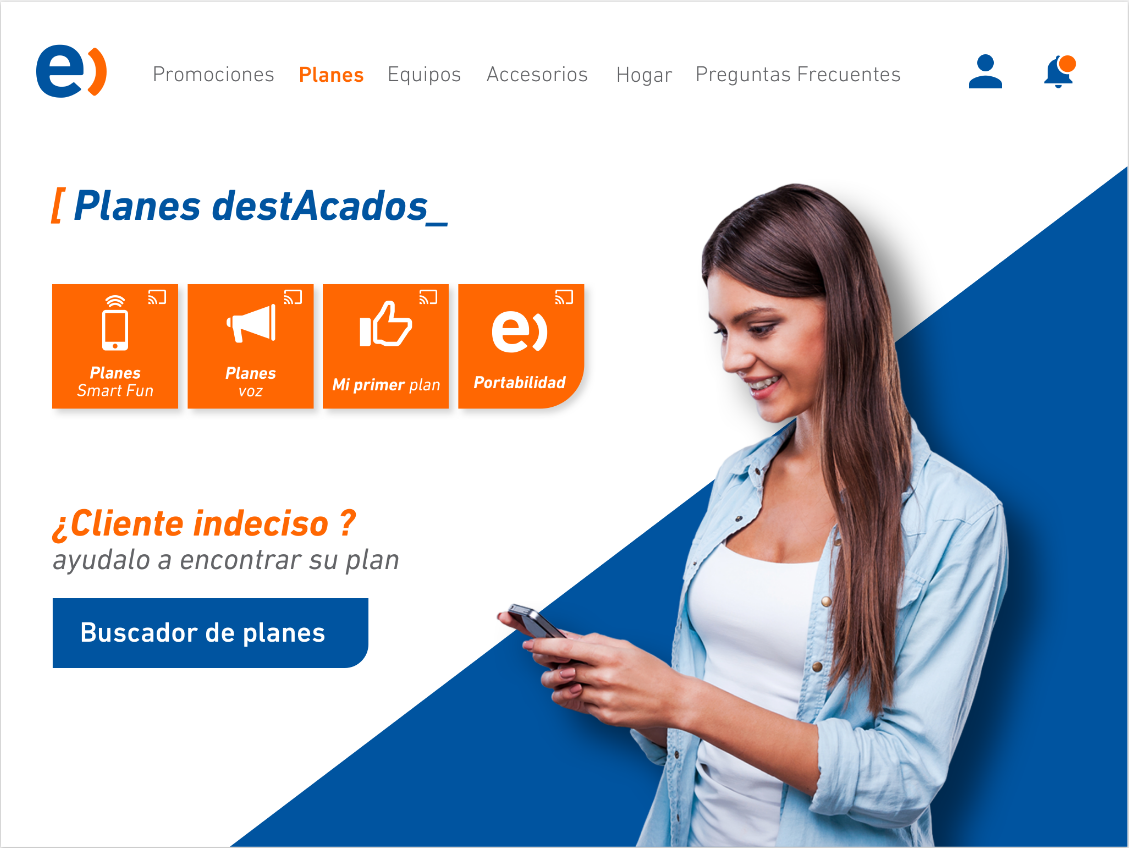 e)
Promociones Planes Equipos Accesorios Hogar Preguntas Frecuentes
[ Planes destAcados_
Planes
Smart Fun
Planes
voz
Mi primer plan
e)
Portabilidad
¿Cliente indeciso ?
ayudalo a encontrar su plan
Buscador de planes